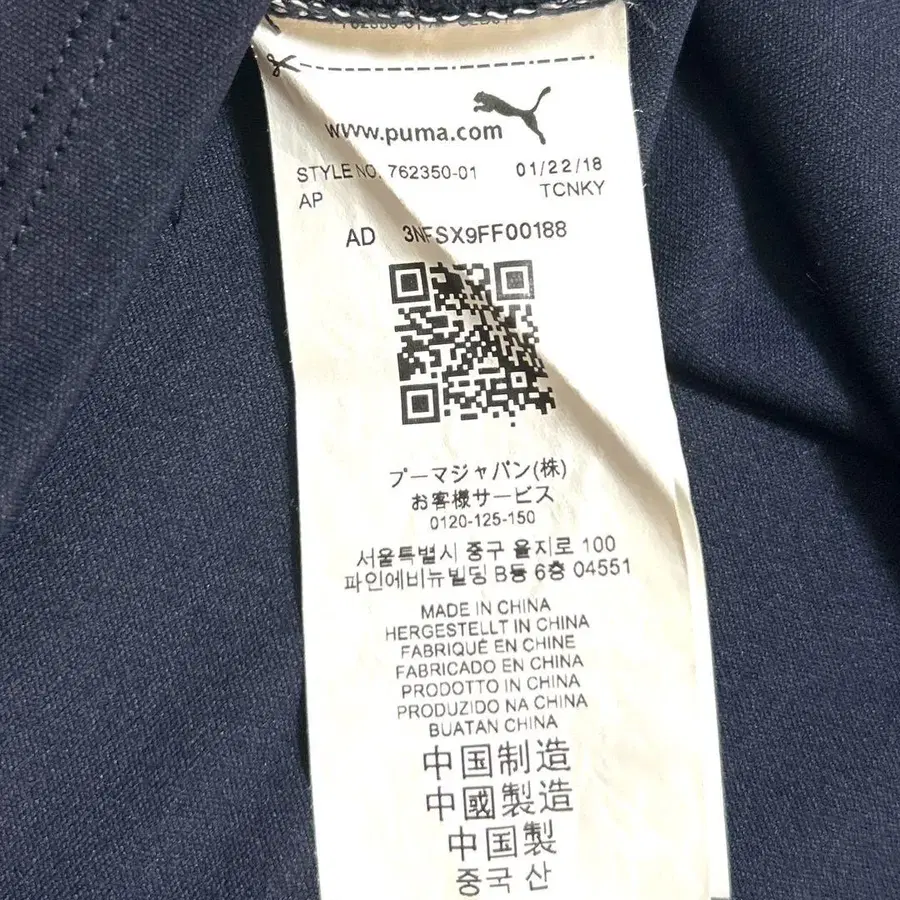 www.puma.com
STYLE NO. 762350-01 01/22/18
AP TCNKY
AD 3NFSX9FF00188
プーマジャパン(株)
お客様サービス
0120-125-150
서울특별시 중구 을지로 100
파인에비뉴빌딩 B동 6층 04551
MADE IN CHINA
HERGESTELLT IN CHINA
FABRIQUÉ EN CHINE
FABRICADO EN CHINA
PRODOTTO IN CHINA
PRODUZIDO NA CHINA
BUATAN CHINA
中国制造
中國製造
中国製
중국 산